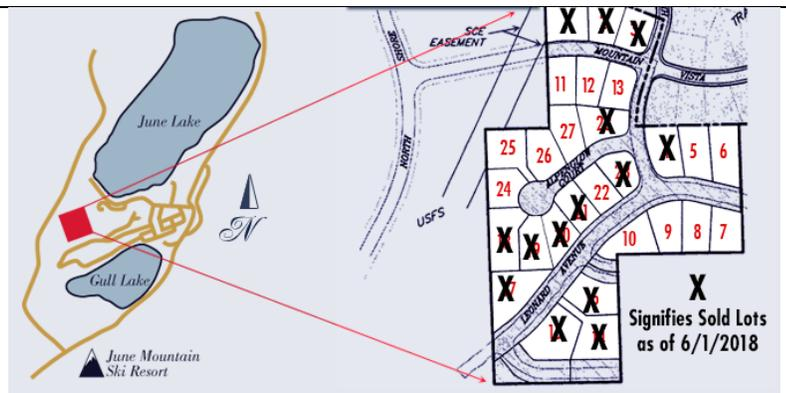 June Lake
N
Gull Lake
June Mountain
Ski Resort
SHORE
NORTH
USFS
SCE
EASEMENT
MOUNTAIN
VISTA
11
12
13
27
25
26
24
22
ALPENGLOW
COURT
5
6
10
9
8
7
LEONARD AVENUE
X
Signifies Sold Lots
as of 6/1/2018